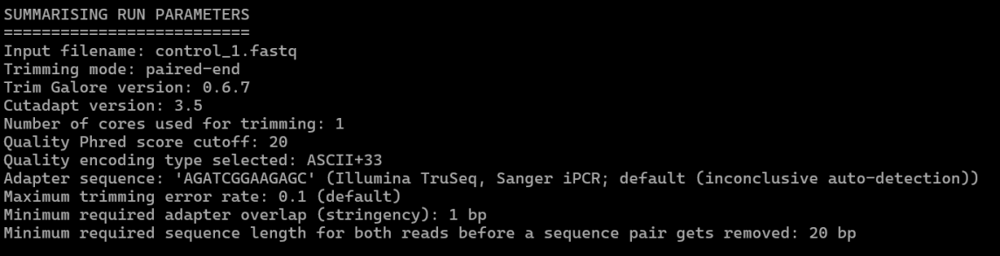 SUMMARISING RUN PARAMETERS
==========================
Input filename: control_1.fastq
Trimming mode: paired-end
Trim Galore version: 0.6.7
Cutadapt version: 3.5
Number of cores used for trimming: 1
Quality Phred score cutoff: 20
Quality encoding type selected: ASCII+33
Adapter sequence: 'AGATCGGAAGAGC' (Illumina TruSeq, Sanger iPCR; default (inconclusive auto-detection))
Maximum trimming error rate: 0.1 (default)
Minimum required adapter overlap (stringency): 1 bp
Minimum required sequence length for both reads before a sequence pair gets removed: 20 bp